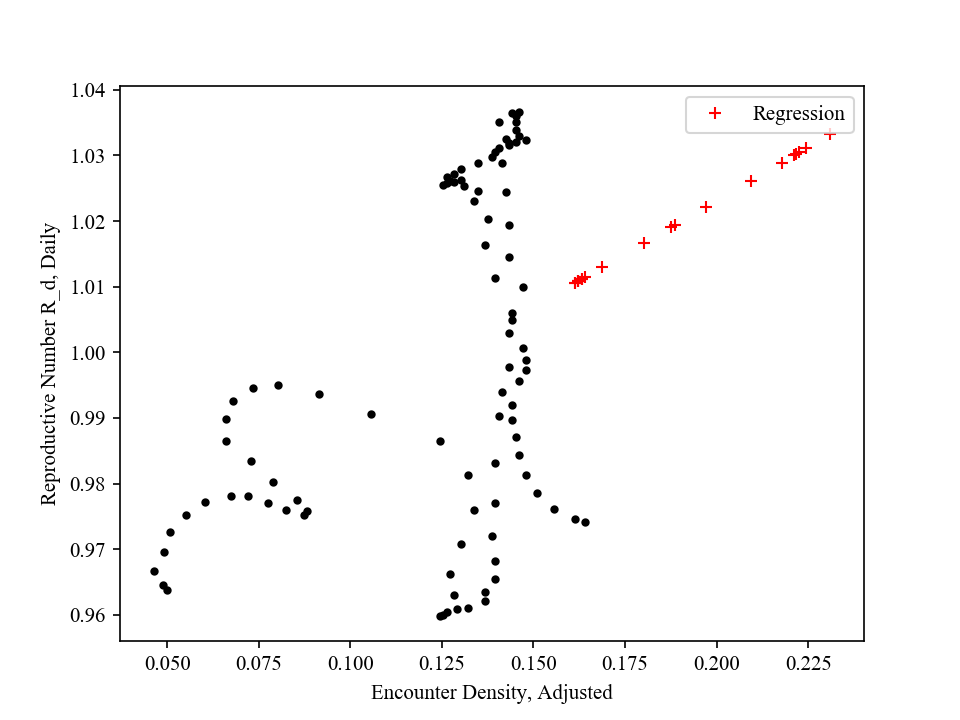 1.04
1.03
1.02
1.01
1.00
0.99
0.98
0.97
0.96
Reproductive Number R_d, Daily
Regression
0.050 0.075 0.100 0.125 0.150 0.175 0.200 0.225
Encounter Density, Adjusted